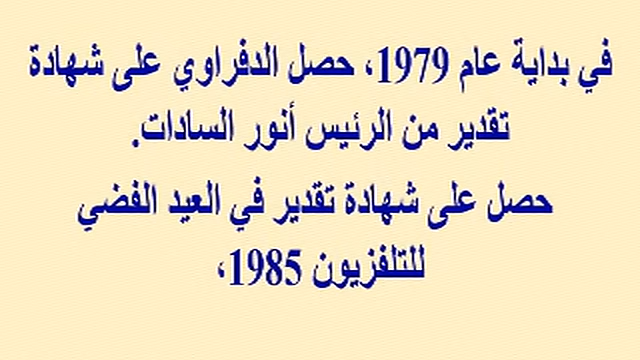 في بداية عام 1979، حصل الدفراوي على شهادة
تقدير من الرئيس أنور السادات.
حصل على شهادة تقدير في العيد الفضي
للتلفزيون 1985،